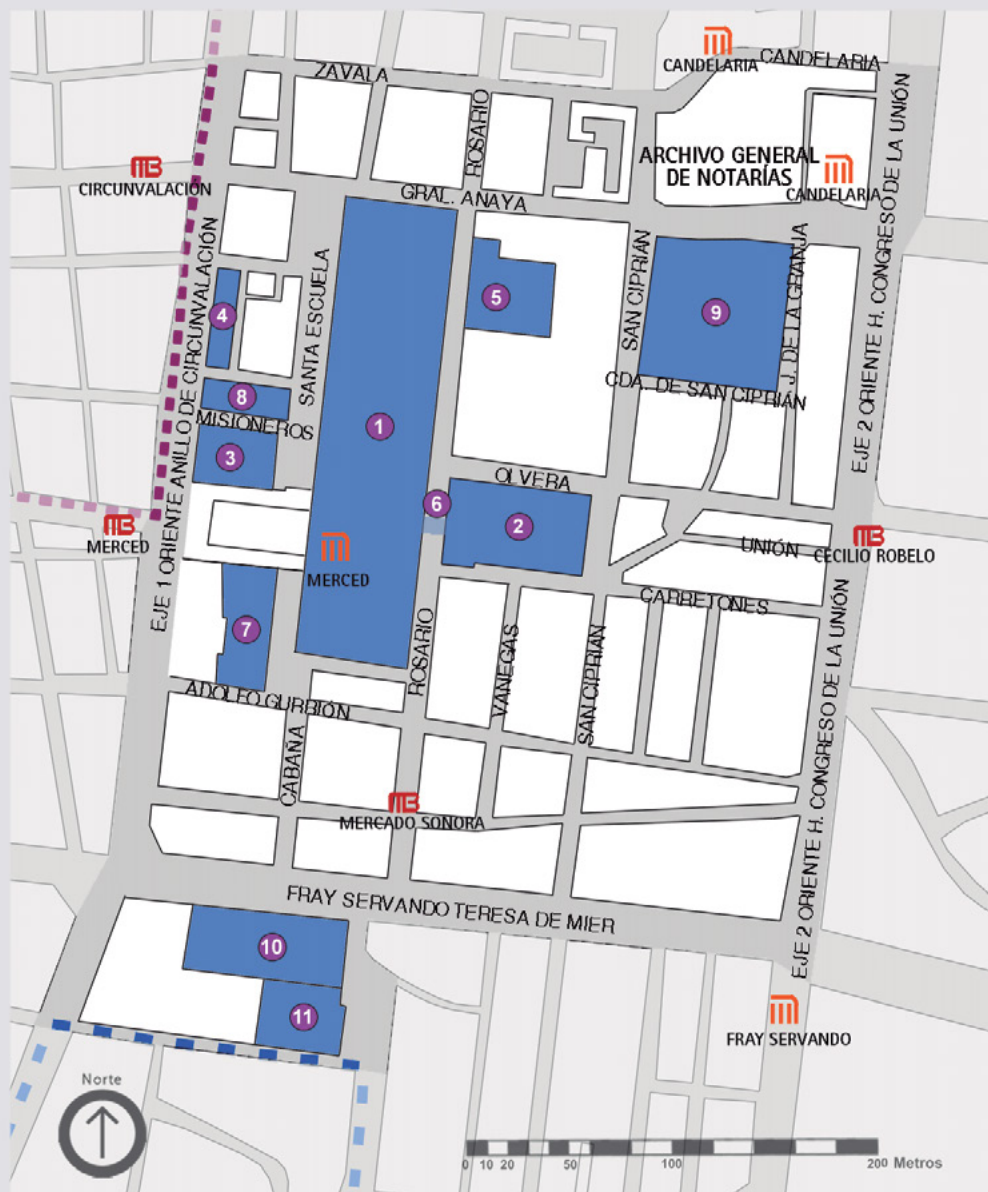 CANDELARIA
CANDELARIA
ZAVALA
ROSARIO
ARCHIVO GENERAL
DE NOTARÍAS
CANDELARIA
EJE 2 ORIENTE H. CONGRESO DE LA UNIÓN
MB
CIRCUNVALACIÓN
GRAL. ANAYA
EJE 1 ORIENTE ANILLO DE CIRCUNVALACIÓN
SANTA ESCUELA
SAN CIPRIÁN
J. DE LA GRANJA
5
9
4
CDA. DE SAN CIPRIÁN
8
MISIONEROS
1
3
OLVERA
6
2
MB
MERCED
MERCED
UNIÓN
MB
CECILIO ROBELO
CARRETONES
7
ROSARIO
VANEGAS
SAN CIPRIÁN
EJE 2 ORIENTE H. CONGRESO DE LA UNIÓN
ADOLFO GURRIÓN
CABAÑA
MB
MERCADO SONORA
FRAY SERVANDO TERESA DE MIER
10
11
FRAY SERVANDO
Norte
0 10 20 50 100 200 Metros